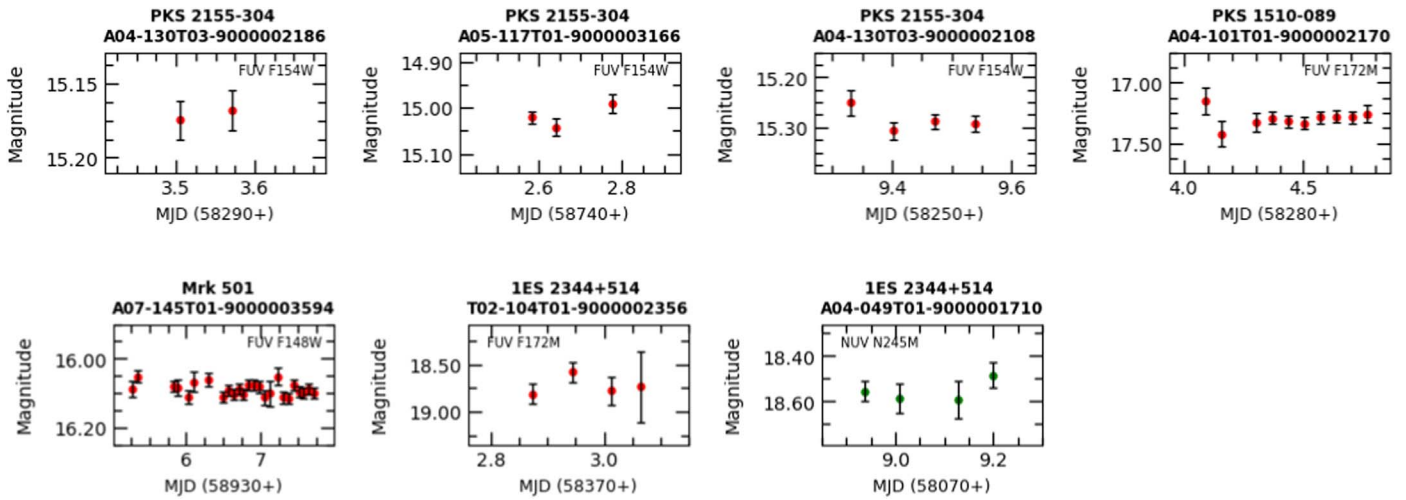 PKS 2155-304
A04-130T03-9000002186
FUV F154W
15.15
15.20
Magnitude
3.5 3.6
MJD (58290+)
PKS 2155-304
A05-117T01-9000003166
FUV F154W
14.90
15.00
15.10
Magnitude
2.6 2.8
MJD (58740+)
PKS 2155-304
A04-130T03-9000002108
FUV F154W
15.20
15.30
Magnitude
9.4 9.6
MJD (58250+)
PKS 1510-089
A04-101T01-9000002170
FUV F172M
17.00
17.50
Magnitude
4.0 4.5
MJD (58280+)
Mrk 501
A07-145T01-9000003594
FUV F148W
16.00
16.20
Magnitude
6 7
MJD (58930+)
1ES 2344+514
T02-104T01-9000002356
FUV F172M
18.50
19.00
Magnitude
2.8 3.0
MJD (58370+)
1ES 2344+514
A04-049T01-9000001710
NUV N245M
18.40
18.60
Magnitude
9.0 9.2
MJD (58070+)